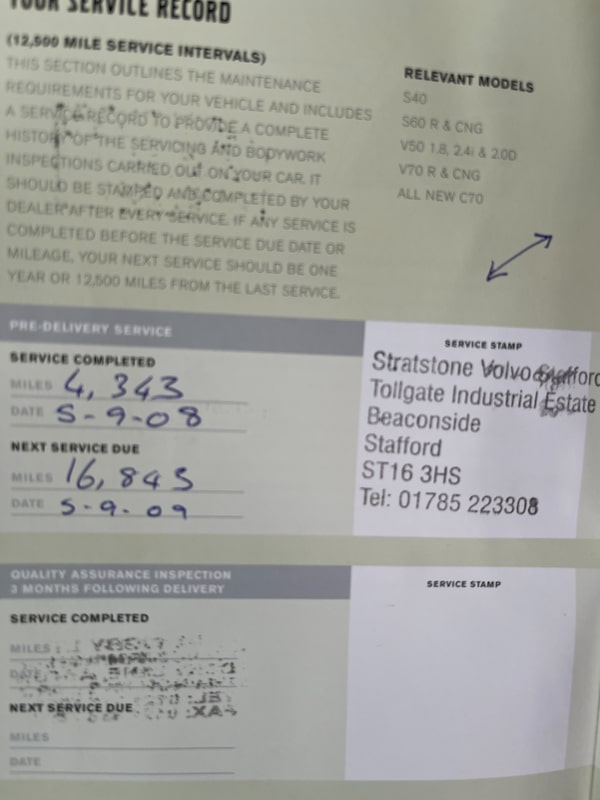 YOUR SERVICE RECORD
(12,500 MILE SERVICE INTERVALS)
THIS SECTION OUTLINES THE MAINTENANCE
REQUIREMENTS FOR YOUR VEHICLE AND INCLUDES
A SERVICE RECORD TO PROVIDE A COMPLETE
HISTORY OF THE SERVICING AND BODYWORK
INSPECTIONS CARRIED OUT ON YOUR CAR. IT
SHOULD BE STAMPED AND COMPLETED BY YOUR
DEALER AFTER EVERY SERVICE. IF ANY SERVICE IS
COMPLETED BEFORE THE SERVICE DUE DATE OR
MILEAGE, YOUR NEXT SERVICE SHOULD BE ONE
YEAR OR 12,500 MILES FROM THE LAST SERVICE.
RELEVANT MODELS
S40
S60 R & CNG
V50 1.8, 2.4i & 2.0D
V70 R & CNG
ALL NEW C70
PRE-DELIVERY SERVICE
SERVICE COMPLETED
MILES 4,343
DATE 5-9-08
NEXT SERVICE DUE
MILES 16,843
DATE 5-9-09
SERVICE STAMP
Stratstone Volvo Stafford
Tollgate Industrial Estate
Beaconside
Stafford
ST16 3HS
Tel: 01785 223308
QUALITY ASSURANCE INSPECTION
3 MONTHS FOLLOWING DELIVERY
SERVICE COMPLETED
MILES
DATE
NEXT SERVICE DUE
MILES
DATE
SERVICE STAMP